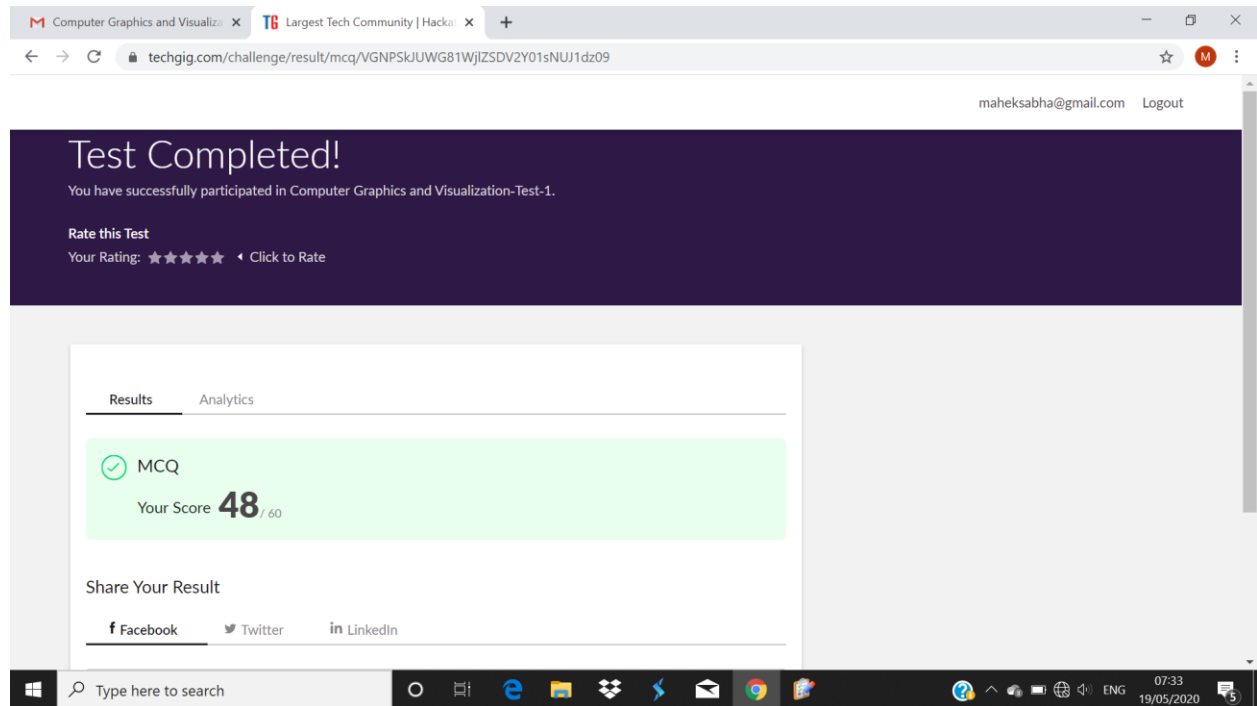 Computer Graphics and Visualiza
TG Largest Tech Community | Hacka
techgig.com/challenge/result/mcq/VGNPSkJUWG81WjlZSDV2Y01sNUJ1dz09
M
maheksabha@gmail.com Logout
Test Completed!
You have successfully participated in Computer Graphics and Visualization-Test-1.
Rate this Test
Your Rating: Click to Rate
Results Analytics
MCQ
Your Score 48 / 60
Share Your Result
f Facebook Twitter in LinkedIn
Type here to search
ENG
07:33
19/05/2020
5